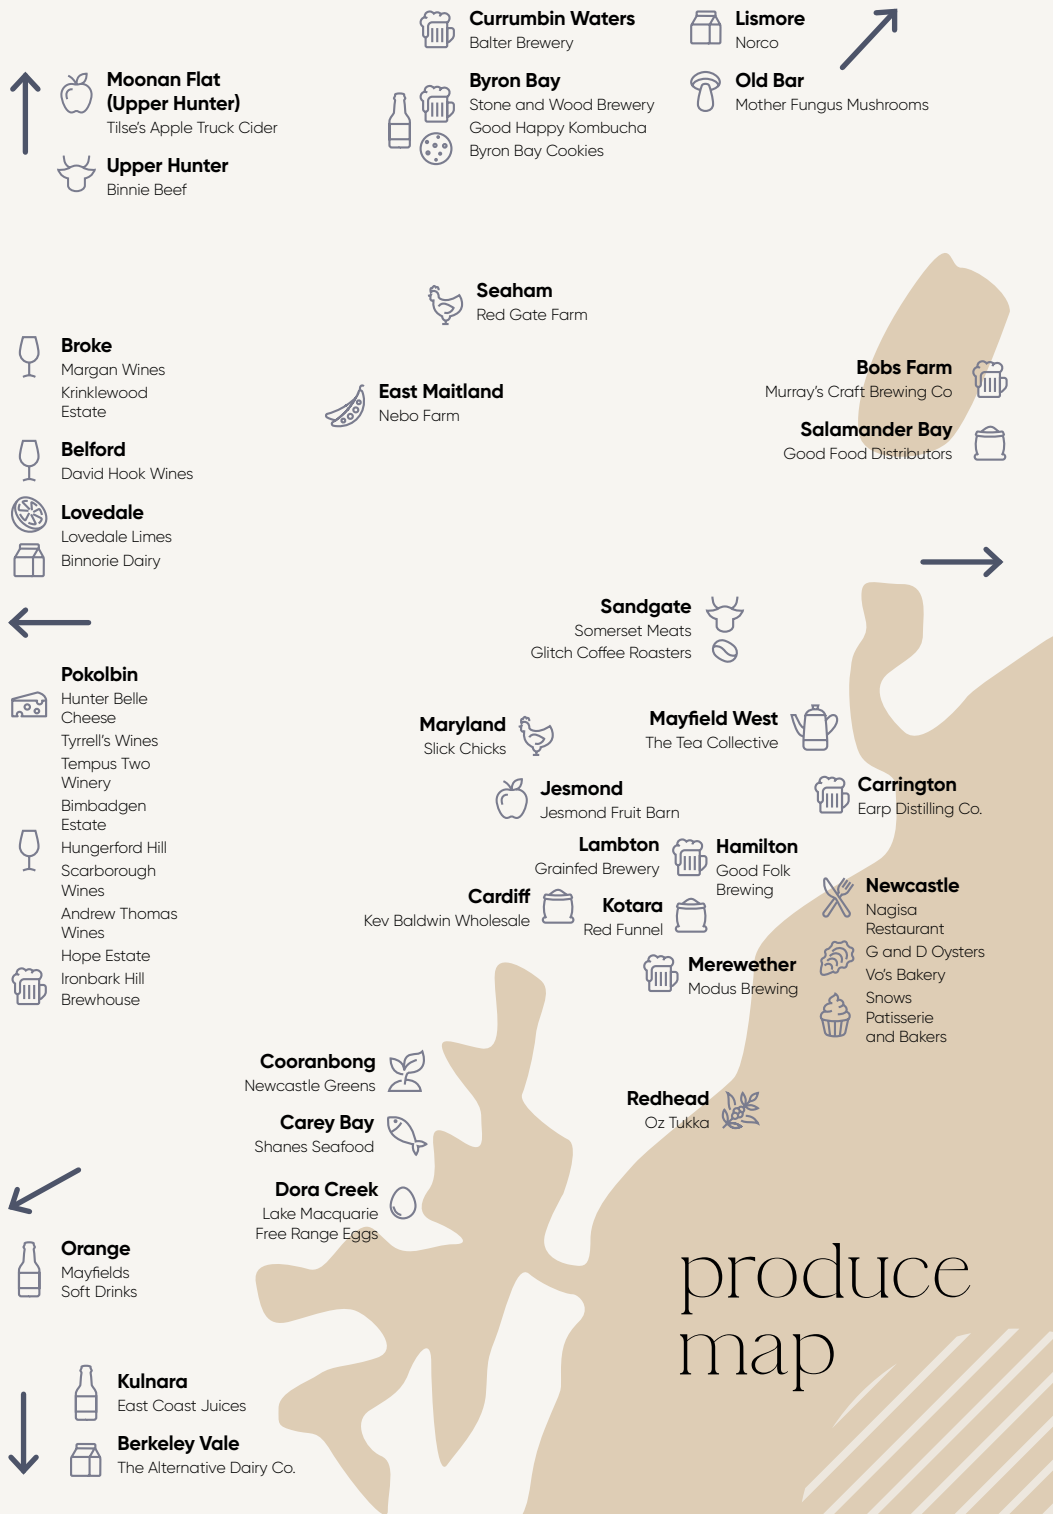 Currumbin Waters
Balter Brewery
Lismore
Norco
Moonan Flat
(Upper Hunter)
Tilse's Apple Truck Cider
Byron Bay
Stone and Wood Brewery
Good Happy Kombucha
Byron Bay Cookies
Old Bar
Mother Fungus Mushrooms
Upper Hunter
Binnie Beef
Seaham
Red Gate Farm
Broke
Margan Wines
Krinklewood
Estate
East Maitland
Nebo Farm
Bobs Farm
Murray's Craft Brewing Co
Salamander Bay
Good Food Distributors
Belford
David Hook Wines
Lovedale
Lovedale Limes
Binnorie Dairy
Sandgate
Somerset Meats
Glitch Coffee Roasters
Pokolbin
Hunter Belle
Cheese
Tyrrell's Wines
Tempus Two
Winery
Bimbadgen
Estate
Hungerford Hill
Scarborough
Wines
Andrew Thomas
Wines
Hope Estate
Ironbark Hill
Brewhouse
Maryland
Slick Chicks
Mayfield West
The Tea Collective
Jesmond
Jesmond Fruit Barn
Carrington
Earp Distilling Co.
Lambton
Grainfed Brewery
Hamilton
Good Folk
Brewing
Cardiff
Kev Baldwin Wholesale
Kotara
Red Funnel
Newcastle
Nagisa
Restaurant
G and D Oysters
Vo's Bakery
Snows
Patisserie
and Bakers
Merewether
Modus Brewing
Cooranbong
Newcastle Greens
Carey Bay
Shanes Seafood
Redhead
Oz Tukka
Dora Creek
Lake Macquarie
Free Range Eggs
Orange
Mayfields
Soft Drinks
produce
map
Kulnara
East Coast Juices
Berkeley Vale
The Alternative Dairy Co.